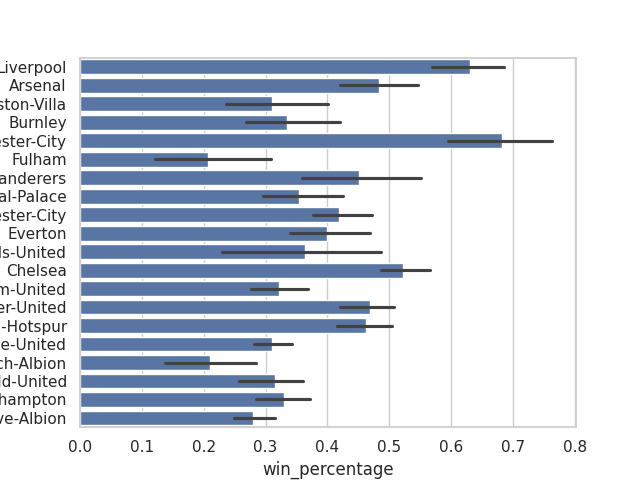 Liverpool
Arsenal
ston-Villa
Burnley
ester-City
Fulham
anderers
al-Palace
ester-City
Everton
ds-United
Chelsea
m-United
er-United
-Hotspur
e-United
ch-Albion
ld-United
hampton
ve-Albion
0.0 0.1 0.2 0.3 0.4 0.5 0.6 0.7 0.8
win_percentage